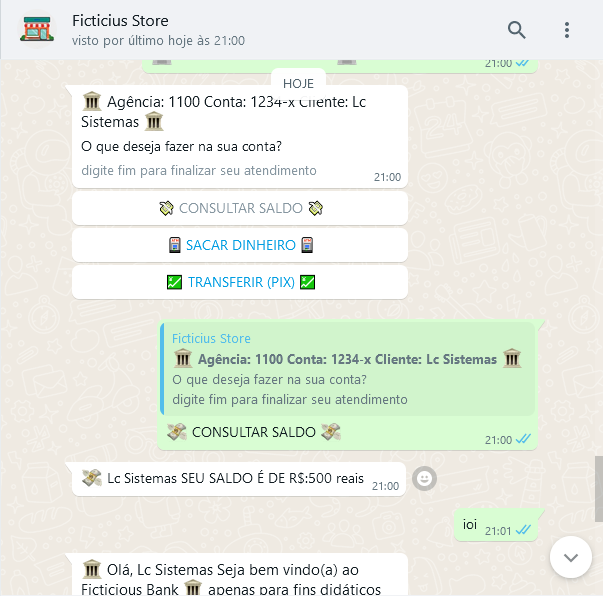 Ficticius Store
visto por último hoje às 21:00
21:00
HOJE
Agência: 1100 Conta: 1234-x Cliente: Lc
Sistemas
O que deseja fazer na sua conta?
digite fim para finalizar seu atendimento
21:00
CONSULTAR SALDO
SACAR DINHEIRO
TRANSFERIR (PIX)
Ficticius Store
Agência: 1100 Conta: 1234-x Cliente: Lc Sistemas
O que deseja fazer na sua conta?
digite fim para finalizar seu atendimento
CONSULTAR SALDO
21:00
Lc Sistemas SEU SALDO É DE R$:500 reais
21:00
ioi
21:01
Olá, Lc Sistemas Seja bem vindo(a) ao
Ficticious Bank apenas para fins didáticos